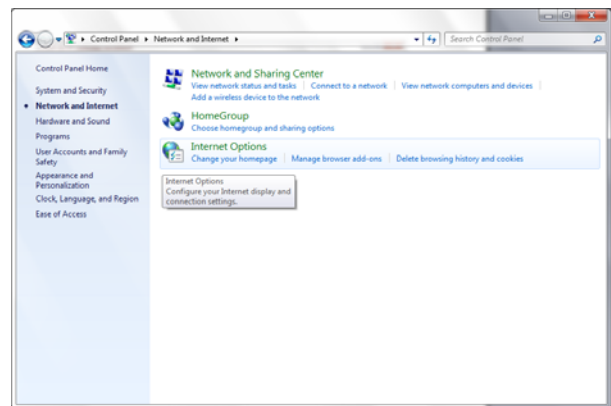 Control Panel Network and Internet
Search Control Panel
Control Panel Home
System and Security
Network and Internet
Hardware and Sound
Programs
User Accounts and Family
Safety
Appearance and
Personalization
Clock, Language, and Region
Ease of Access
Network and Sharing Center
View network status and tasks Connect to a network View network computers and devices
Add a wireless device to the network
HomeGroup
Choose homegroup and sharing options
Internet Options
Change your homepage Manage browser add-ons Delete browsing history and cookies
Internet Options
Configure your Internet display and
connection settings.